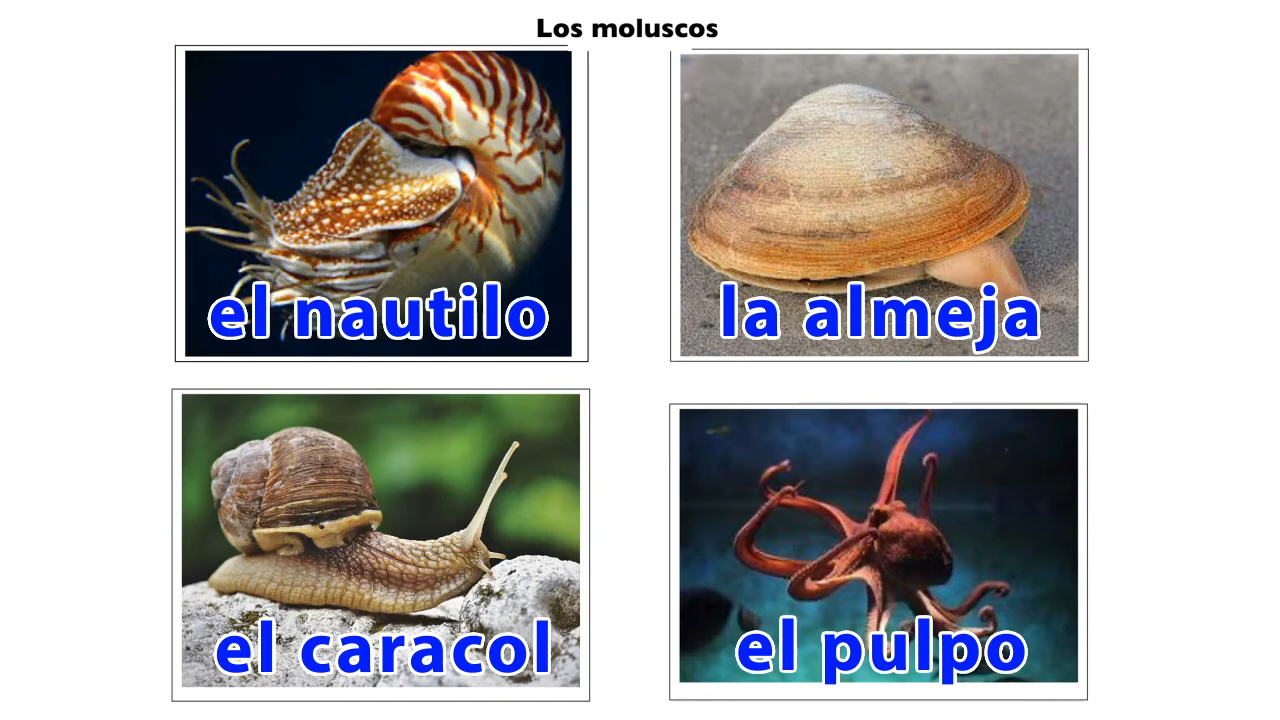 Los moluscos
el nautilo
la almeja
el caracol
el pulpo